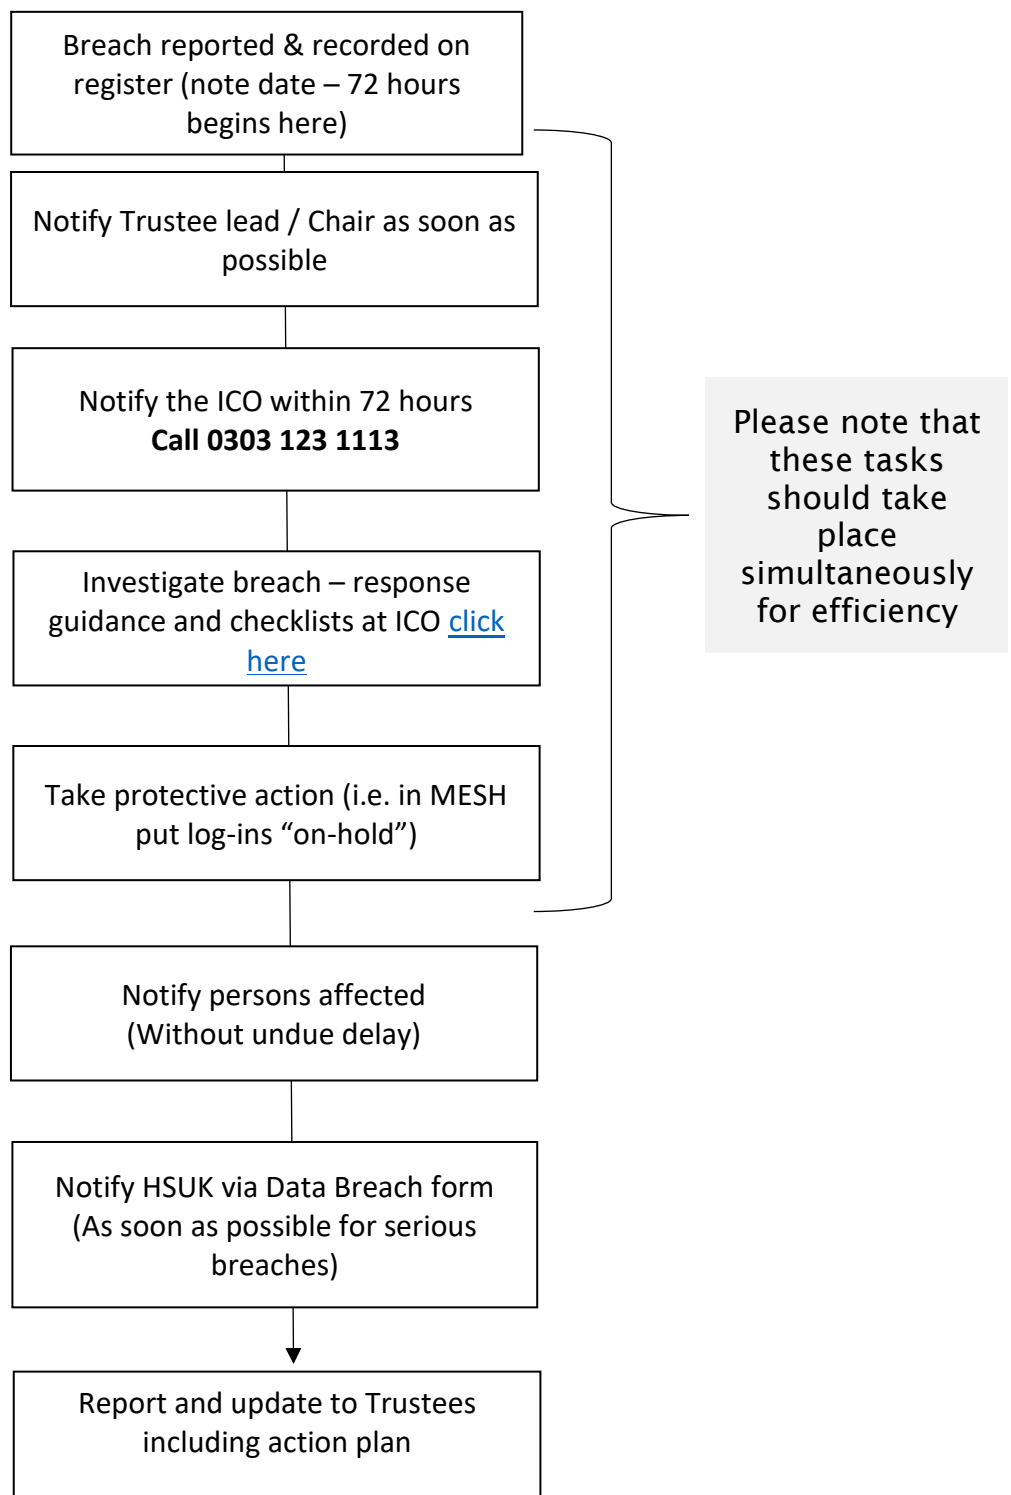 Breach reported & recorded on
register (note date – 72 hours
begins here)
Notify Trustee lead / Chair as soon as
possible
Notify the ICO within 72 hours
Call 0303 123 1113
Investigate breach – response
guidance and checklists at ICO click
here
Take protective action (i.e. in MESH
put log-ins “on-hold”)
Please note that
these tasks
should take
place
simultaneously
for efficiency
Notify persons affected
(Without undue delay)
Notify HSUK via Data Breach form
(As soon as possible for serious
breaches)
Report and update to Trustees
including action plan